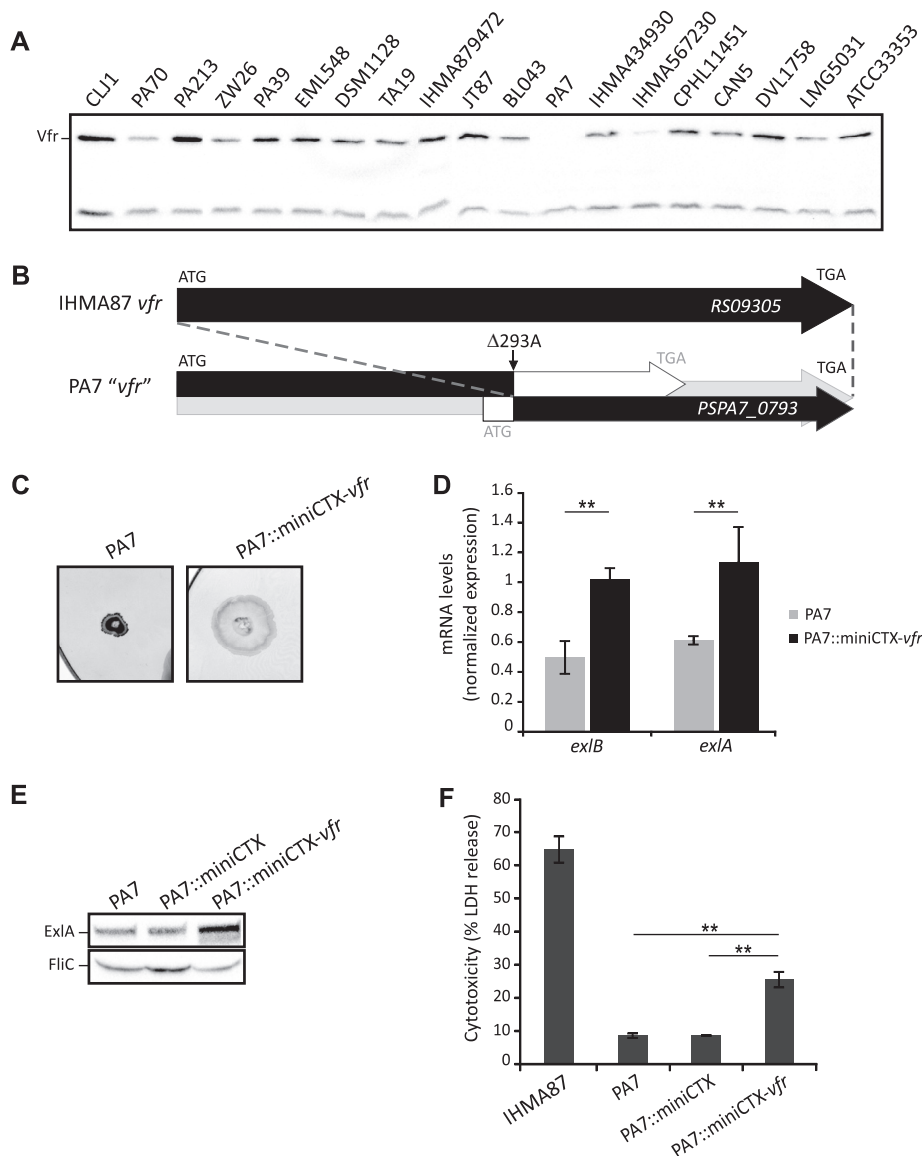 A
CLJ1 PA70 PA213 ZW26 PA39 EML548 DSM1128 TA19 IHMA879472 JT87 BL043 PA7 IHMA434930 IHMA567230 CPHL11451 CAN5 DVL1758 LMG5031 ATCC33353
Vfr
B
ATG TGA
IHMA87 vfr RS09305
Δ293A
ATG TGA TGA
PA7 "vfr" PSPA7_0793
ATG
C
PA7 PA7::miniCTX-vfr
D
mRNA levels
(normalized expression)
1.6
1.4
1.2
1
0.8
0.6
0.4
0.2
0
** **
exlB exlA
PA7
PA7::miniCTX-vfr
E
PA7 PA7::miniCTX PA7::miniCTX-vfr
ExlA
FliC
F
Cytotoxicity (% LDH release)
80
70
60
50
40
30
20
10
0
**
**
IHMA87 PA7 PA7::miniCTX PA7::miniCTX-vfr